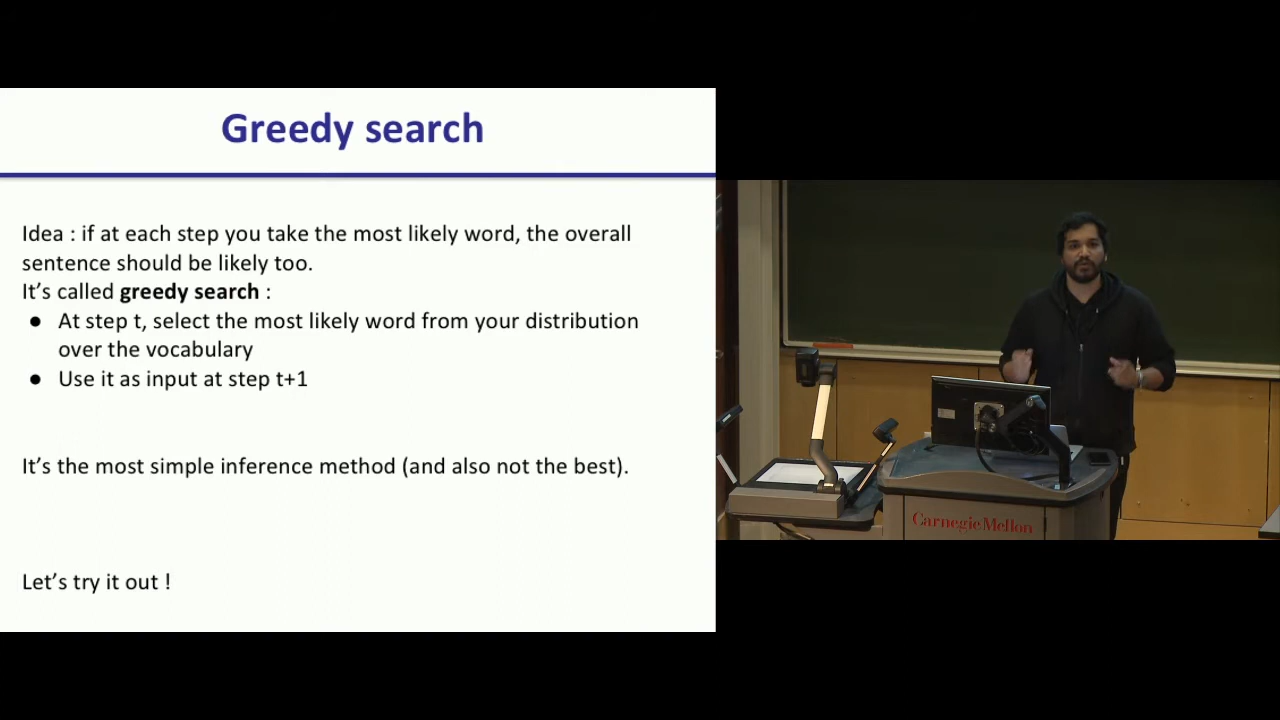 Greedy search
Idea : if at each step you take the most likely word, the overall
sentence should be likely too.
It's called greedy search :
● At step t, select the most likely word from your distribution
over the vocabulary
● Use it as input at step t+1
It's the most simple inference method (and also not the best).
Let's try it out !
Carnegie Mellon